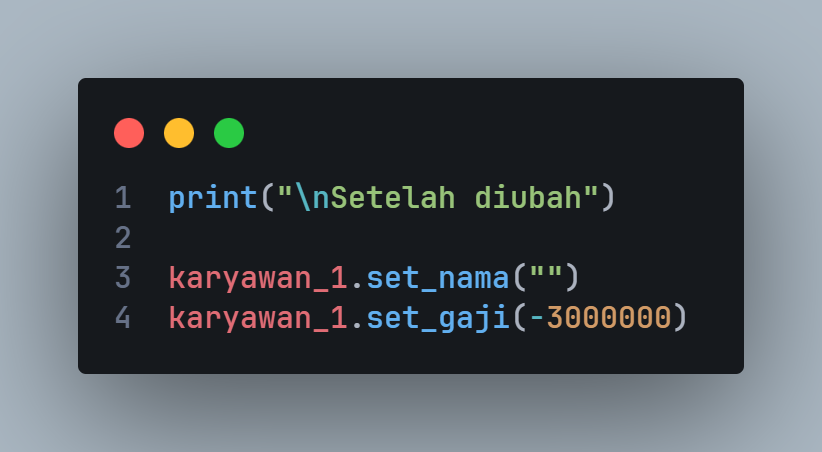 1 print("\nSetelah diubah")
2
3 karyawan_1.set_nama("")
4 karyawan_1.set_gaji(-3000000)